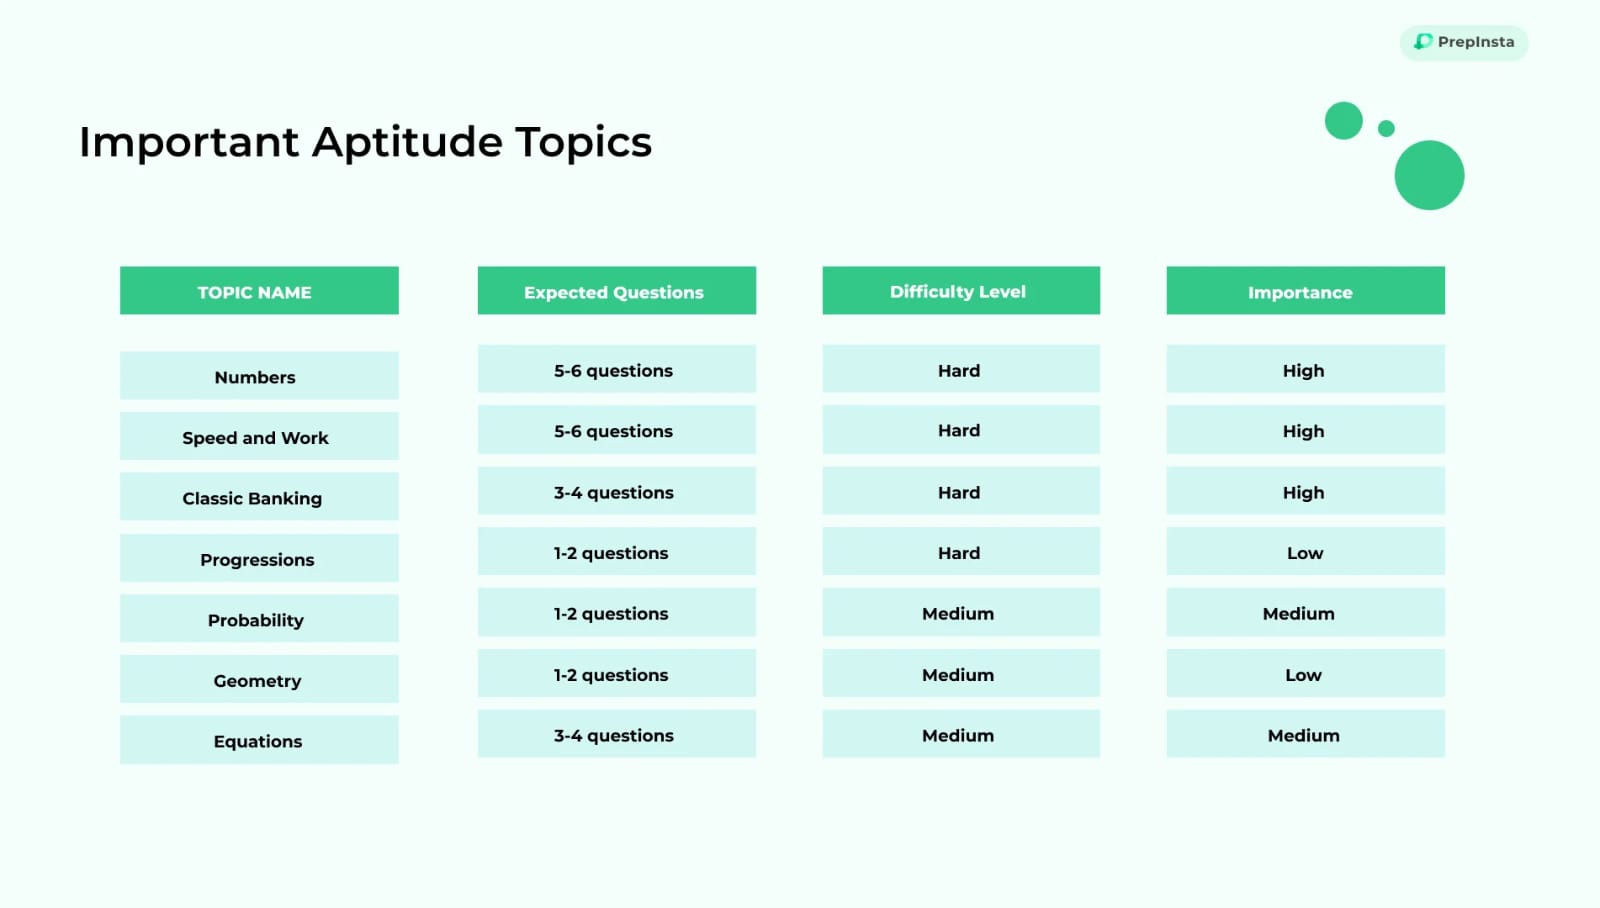 PrepInsta
Important Aptitude Topics
TOPIC NAME Expected Questions Difficulty Level Importance
Numbers 5-6 questions Hard High
Speed and Work 5-6 questions Hard High
Classic Banking 3-4 questions Hard High
Progressions 1-2 questions Hard Low
Probability 1-2 questions Medium Medium
Geometry 1-2 questions Medium Low
Equations 3-4 questions Medium Medium